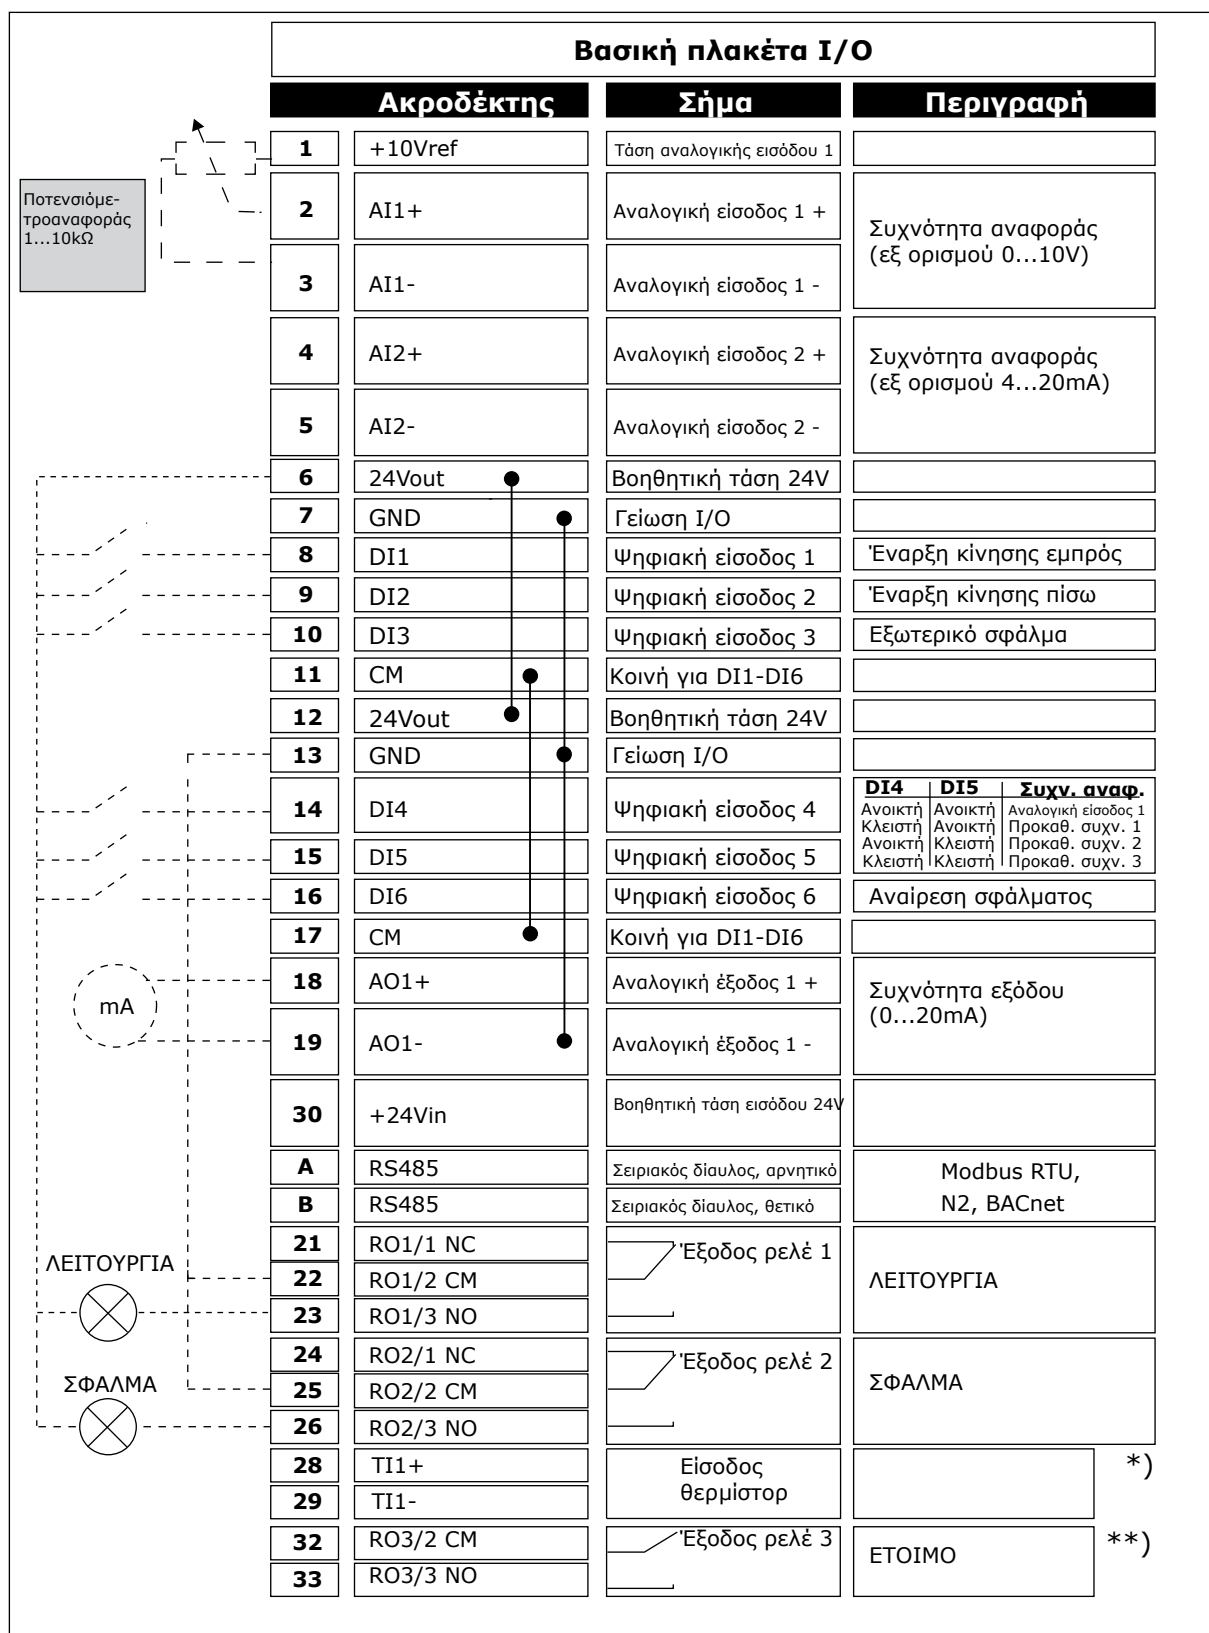 Βασική πλακέτα I/O
Ακροδέκτης Σήμα Περιγραφή
1 +10Vref Τάση αναλογικής εισόδου 1
Ποτενσιόμε-
τροαναφοράς
1...10kΩ
2 AI1+ Αναλογική είσοδος 1 +
Συχνότητα αναφοράς
(εξ ορισμού 0...10V)
3 AI1- Αναλογική είσοδος 1 -
4 AI2+ Αναλογική είσοδος 2 +
Συχνότητα αναφοράς
(εξ ορισμού 4...20mA)
5 AI2- Αναλογική είσοδος 2 -
6 24Vout Βοηθητική τάση 24V
7 GND Γείωση I/O
8 DI1 Ψηφιακή είσοδος 1 Έναρξη κίνησης εμπρός
9 DI2 Ψηφιακή είσοδος 2 Έναρξη κίνησης πίσω
10 DI3 Ψηφιακή είσοδος 3 Εξωτερικό σφάλμα
11 CM Κοινή για DI1-DI6
12 24Vout Βοηθητική τάση 24V
13 GND Γείωση I/O
14 DI4 Ψηφιακή είσοδος 4
DI4 DI5 Συχν. αναφ.
Ανοικτή Ανοικτή Αναλογική είσοδος 1
Κλειστή Ανοικτή Προκαθ. συχν. 1
Ανοικτή Κλειστή Προκαθ. συχν. 2
Κλειστή Κλειστή Προκαθ. συχν. 3
15 DI5 Ψηφιακή είσοδος 5
16 DI6 Ψηφιακή είσοδος 6 Αναίρεση σφάλματος
17 CM Κοινή για DI1-DI6
mA
18 AO1+ Αναλογική έξοδος 1 +
Συχνότητα εξόδου
(0...20mA)
19 AO1- Αναλογική έξοδος 1 -
30 +24Vin Βοηθητική τάση εισόδου 24V
A RS485 Σειριακός δίαυλος, αρνητικό
Modbus RTU,
N2, BACnet
B RS485 Σειριακός δίαυλος, θετικό
21 RO1/1 NC Έξοδος ρελέ 1
ΛΕΙΤΟΥΡΓΙΑ
22 RO1/2 CM ΛΕΙΤΟΥΡΓΙΑ
23 RO1/3 NO
24 RO2/1 NC Έξοδος ρελέ 2
ΣΦΑΛΜΑ
25 RO2/2 CM ΣΦΑΛΜΑ
26 RO2/3 NO
28 TI1+ Είσοδος
θερμίστορ
*)
29 TI1-
32 RO3/2 CM Έξοδος ρελέ 3 **)
ΕΤΟΙΜΟ
33 RO3/3 NO